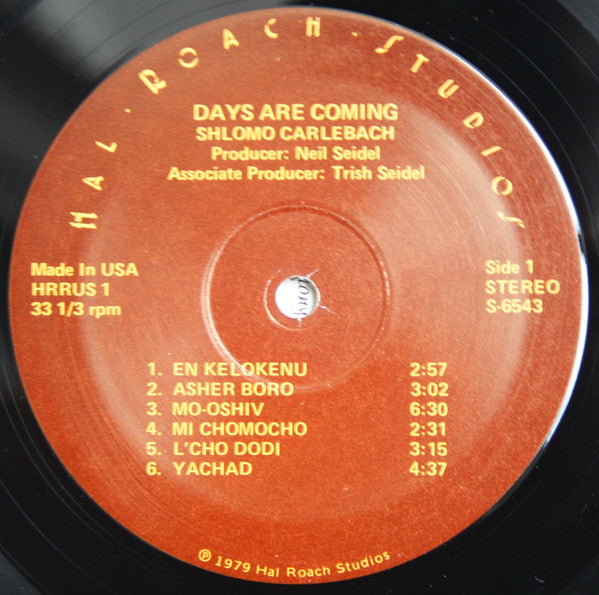 HAL · ROACH · STUDIOS
DAYS ARE COMING
SHLOMO CARLEBACH
Producer: Neil Seidel
Associate Producer: Trish Seidel
Made In USA
HRRUS 1
33 1/3 rpm
Side 1
STEREO
S-6543
1. EN KELOKENU 2:57
2. ASHER BORO 3:02
3. MO-OSHIV 6:30
4. MI CHOMOCHO 2:31
5. L'CHO DODI 3:15
6. YACHAD 4:37
℗ 1979 Hal Roach Studios